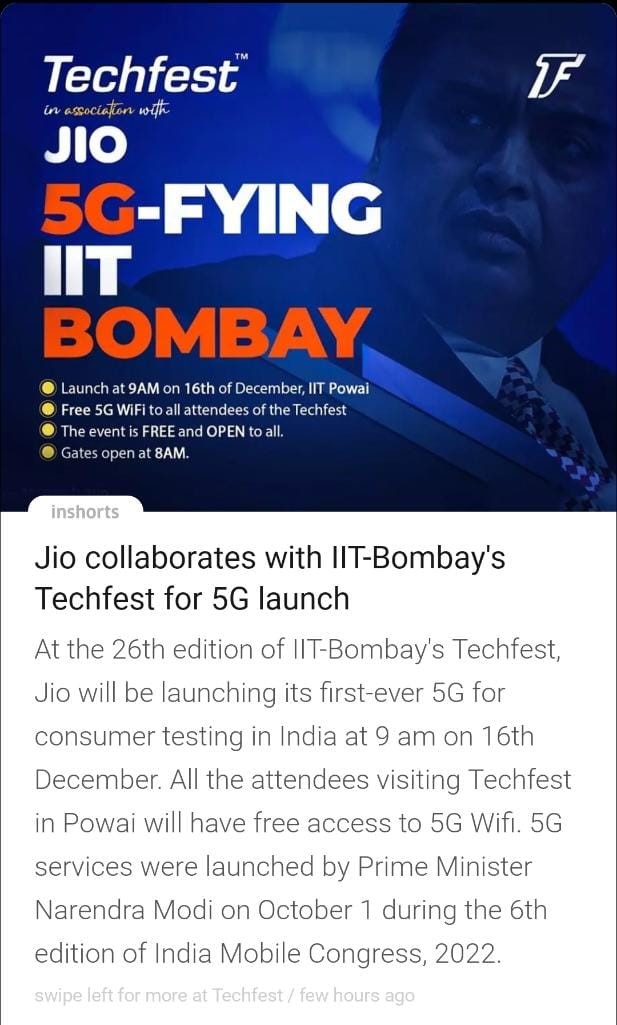 Techfest™
in association with
JIO
5G-FYING
IIT
BOMBAY
Launch at 9AM on 16th of December, IIT Powai
Free 5G WiFi to all attendees of the Techfest
The event is FREE and OPEN to all.
Gates open at 8AM.
inshorts
Jio collaborates with IIT-Bombay's
Techfest for 5G launch
At the 26th edition of IIT-Bombay's Techfest,
Jio will be launching its first-ever 5G for
consumer testing in India at 9 am on 16th
December. All the attendees visiting Techfest
in Powai will have free access to 5G Wifi. 5G
services were launched by Prime Minister
Narendra Modi on October 1 during the 6th
edition of India Mobile Congress, 2022.
swipe left for more at Techfest / few hours ago